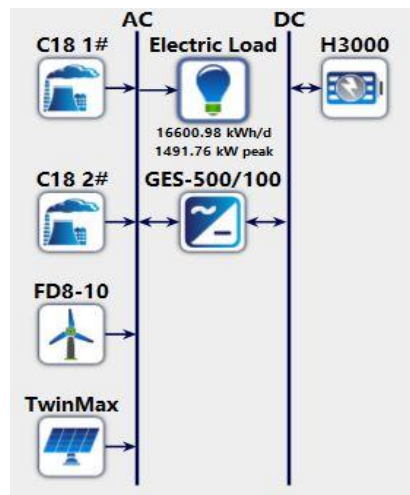 AC DC
C18 1# Electric Load H3000
16600.98 kWh/d
1491.76 kW peak
C18 2# GES-500/100
FD8-10
TwinMax